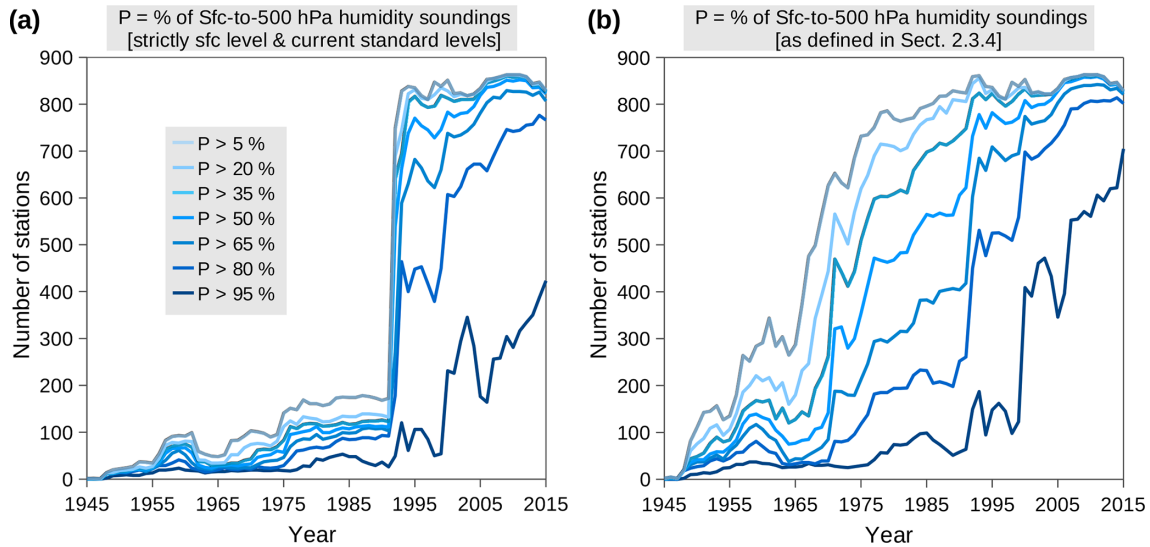 (a)
P = % of Sfc-to-500 hPa humidity soundings
[strictly sfc level & current standard levels]
900
800
700
600
500
400
300
200
100
0
Number of stations
P > 5 %
P > 20 %
P > 35 %
P > 50 %
P > 65 %
P > 80 %
P > 95 %
1945 1955 1965 1975 1985 1995 2005 2015
Year
(b)
P = % of Sfc-to-500 hPa humidity soundings
[as defined in Sect. 2.3.4]
900
800
700
600
500
400
300
200
100
0
Number of stations
1945 1955 1965 1975 1985 1995 2005 2015
Year